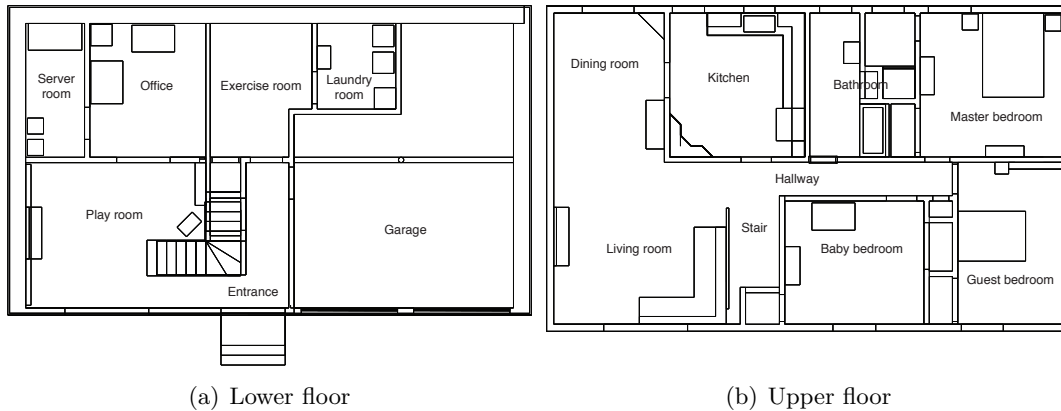 Server
room
Office
Exercise room
Laundry
room
Play room
Garage
Entrance
(a) Lower floor
Dining room
Kitchen
Bathroom
Master bedroom
Hallway
Living room
Stair
Baby bedroom
Guest bedroom
(b) Upper floor